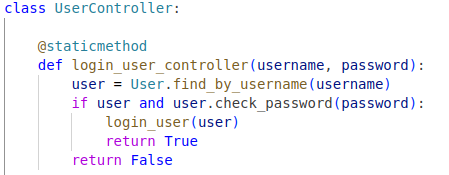 class UserController:
    @staticmethod
    def login_user_controller(username, password):
        user = User.find_by_username(username)
        if user and user.check_password(password):
            login_user(user)
            return True
        return False